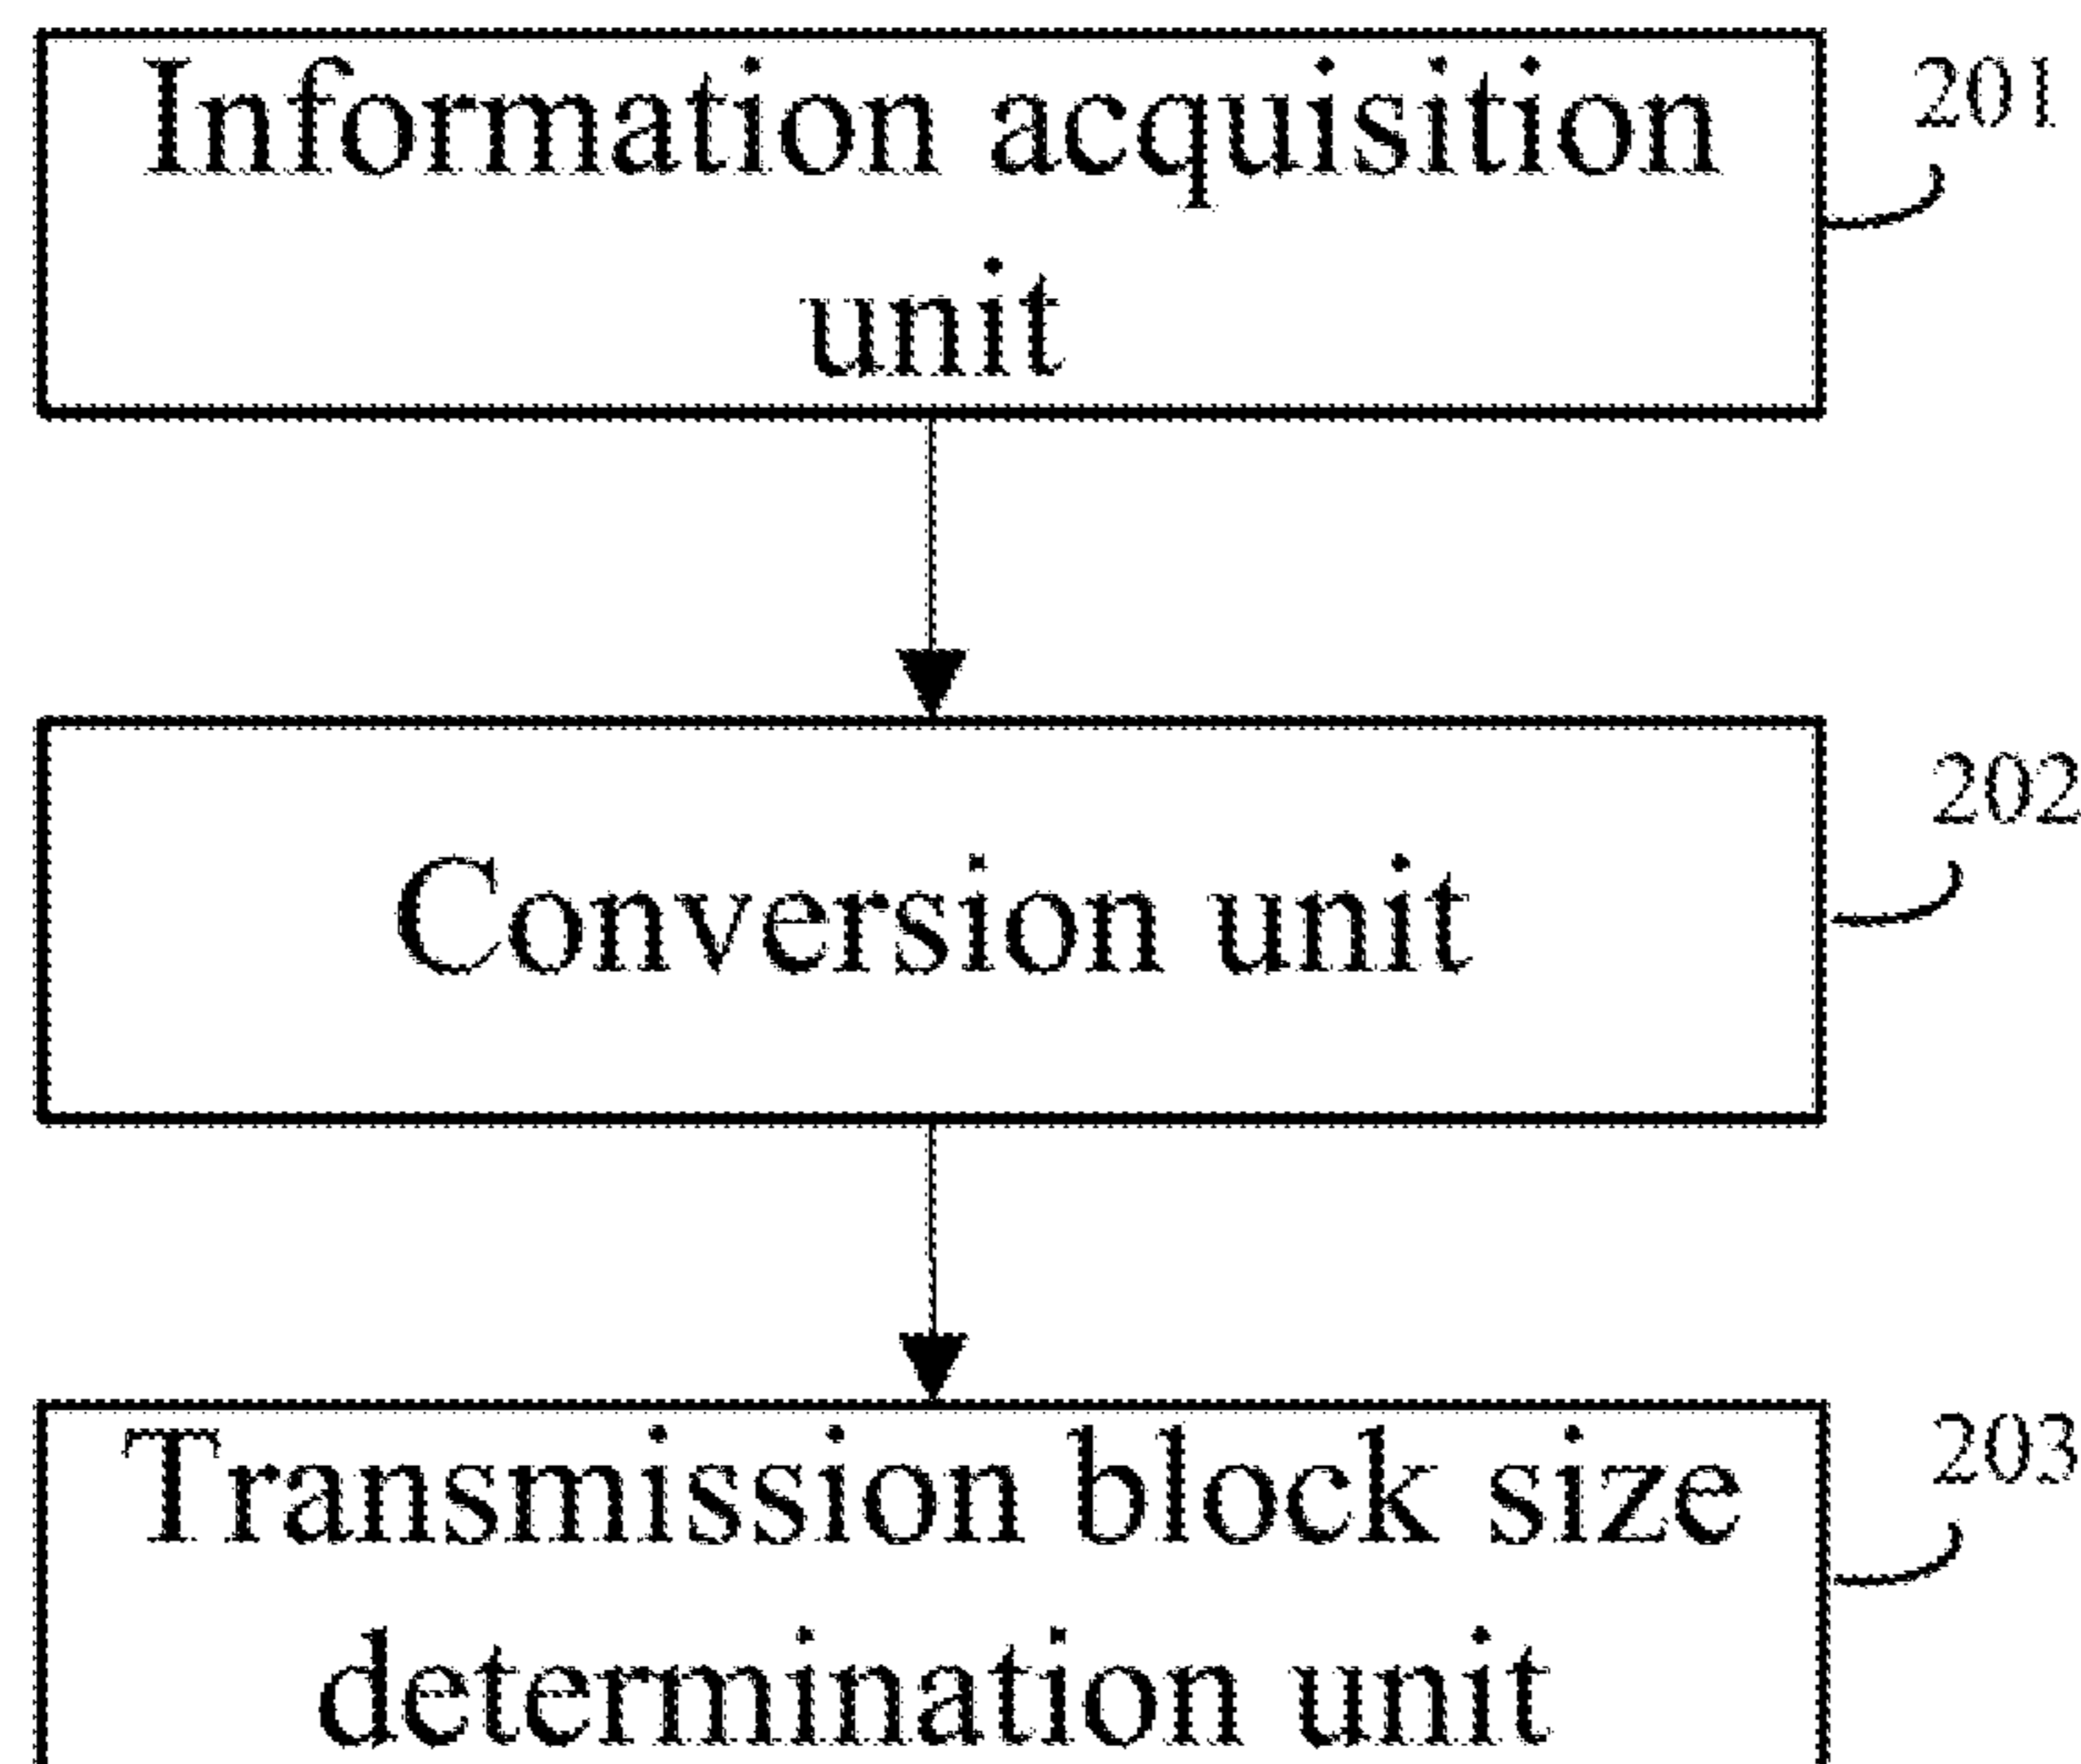 Information acquisition
unit
201
Conversion unit
202
Transmission block size
determination unit
203